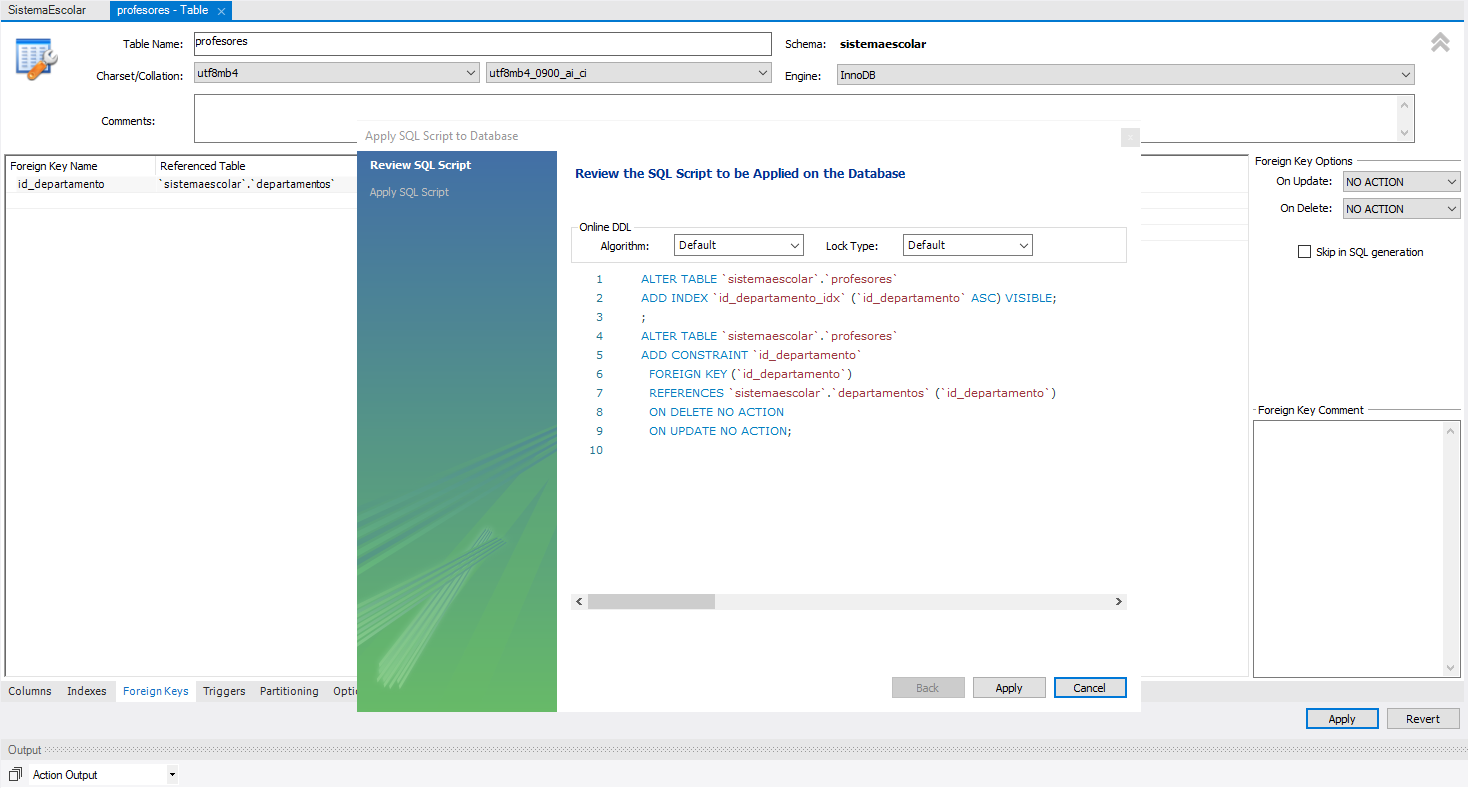 SistemaEscolar
profesores - Table
Table Name: profesores
Schema: sistemaescolar
Charset/Collation: utf8mb4 utf8mb4_0900_ai_ci
Engine: InnoDB
Comments:
Foreign Key Name Referenced Table
id_departamento `sistemaescolar`.`departamentos`
Apply SQL Script to Database
Review SQL Script
Apply SQL Script
Review the SQL Script to be Applied on the Database
Online DDL
Algorithm: Default Lock Type: Default
1 ALTER TABLE `sistemaescolar`.`profesores`
2 ADD INDEX `id_departamento_idx` (`id_departamento` ASC) VISIBLE;
3 ;
4 ALTER TABLE `sistemaescolar`.`profesores`
5 ADD CONSTRAINT `id_departamento`
6 FOREIGN KEY (`id_departamento`)
7 REFERENCES `sistemaescolar`.`departamentos` (`id_departamento`)
8 ON DELETE NO ACTION
9 ON UPDATE NO ACTION;
10
Back Apply Cancel
Foreign Key Options
On Update: NO ACTION
On Delete: NO ACTION
Skip in SQL generation
Foreign Key Comment
Columns Indexes Foreign Keys Triggers Partitioning
Apply Revert
Output
Action Output